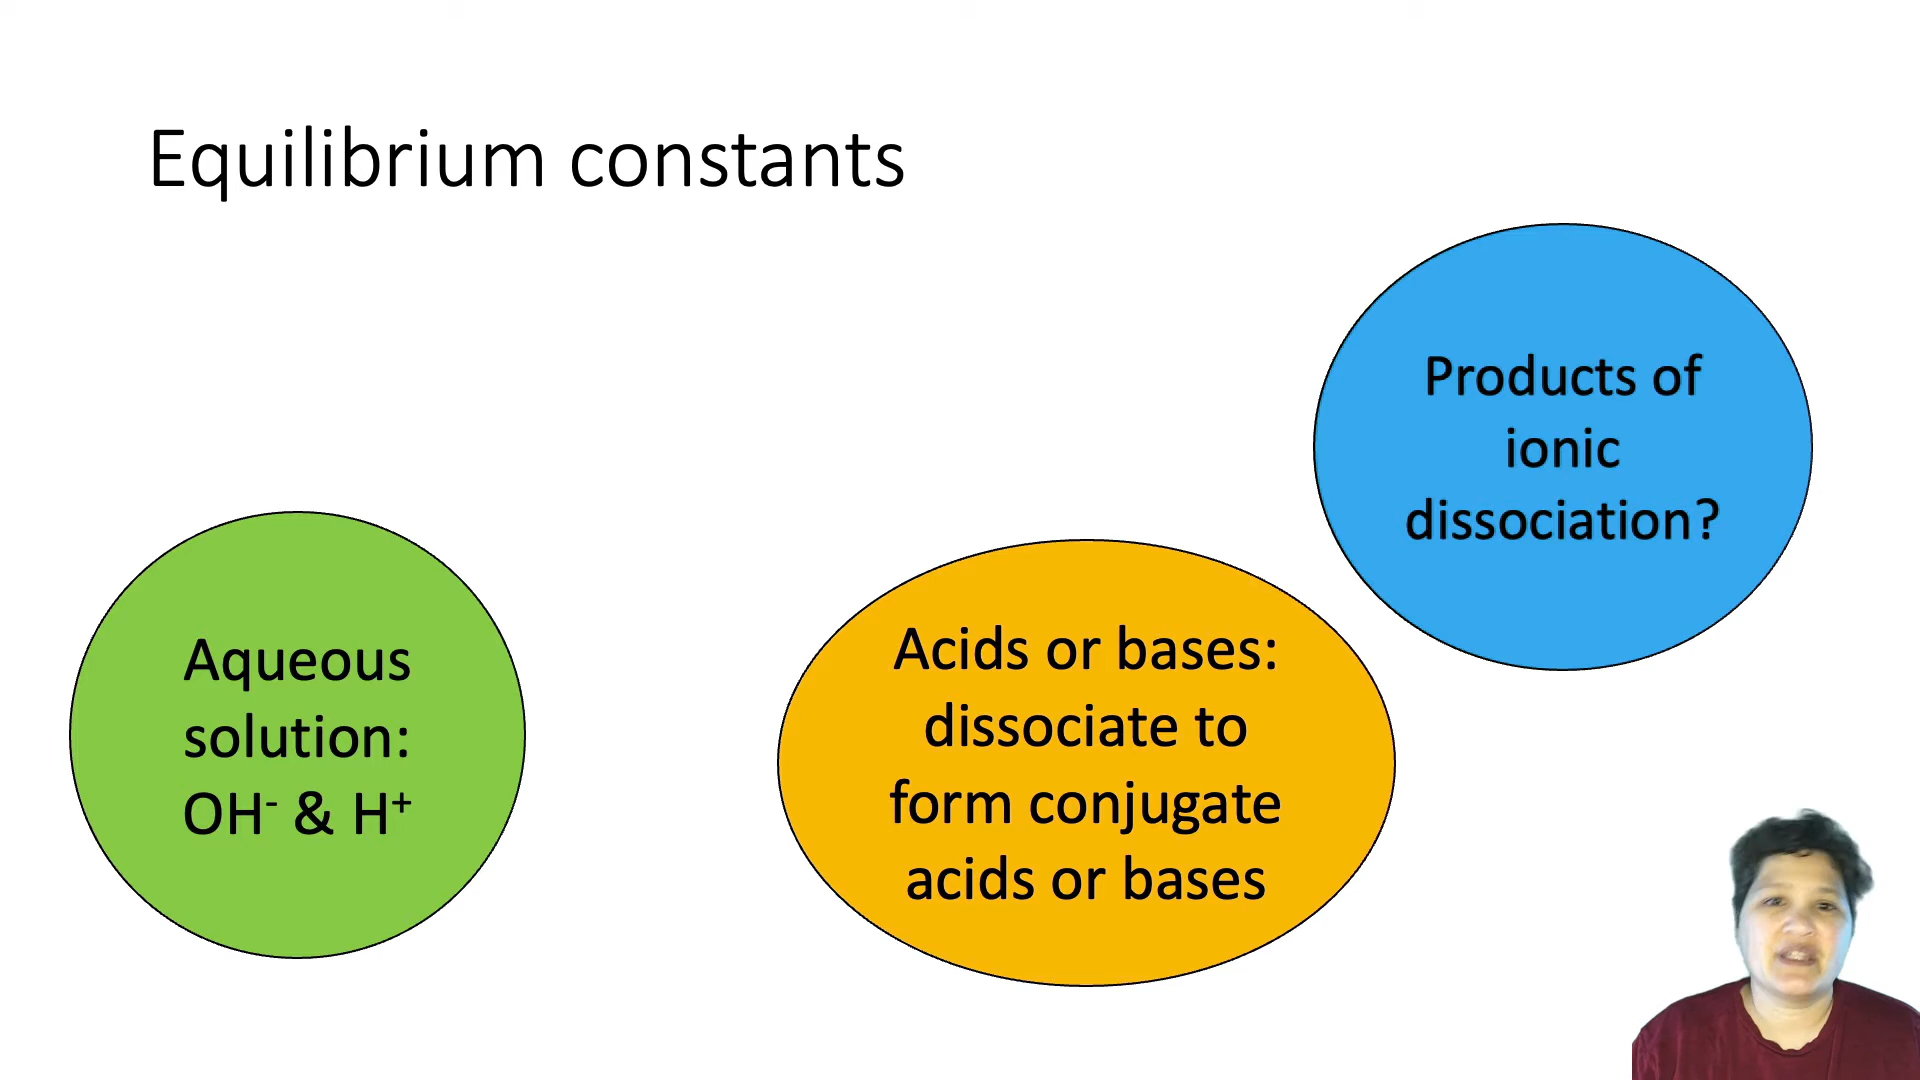 Equilibrium constants
Products of
ionic
dissociation?
Aqueous
solution:
OH⁻ & H⁺
Acids or bases:
dissociate to
form conjugate
acids or bases